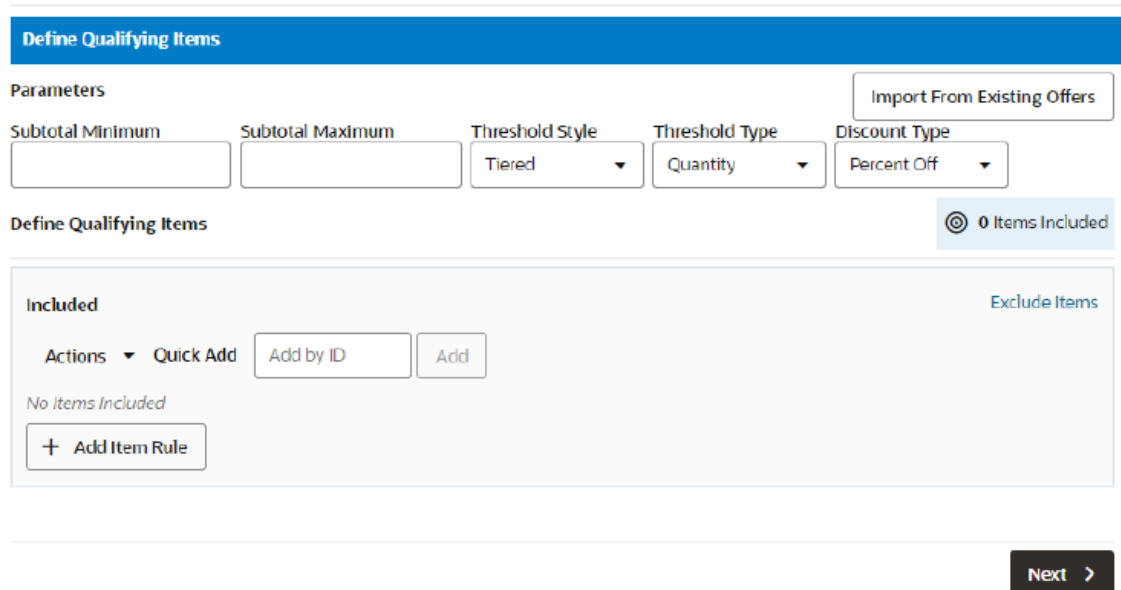 Define Qualifying Items
Parameters
Import From Existing Offers
Subtotal Minimum Subtotal Maximum Threshold Style Threshold Type Discount Type
Tiered Quantity Percent Off
Define Qualifying Items
0 Items Included
Included
Exclude Items
Actions Quick Add Add by ID Add
No Items Included
+ Add Item Rule
Next >